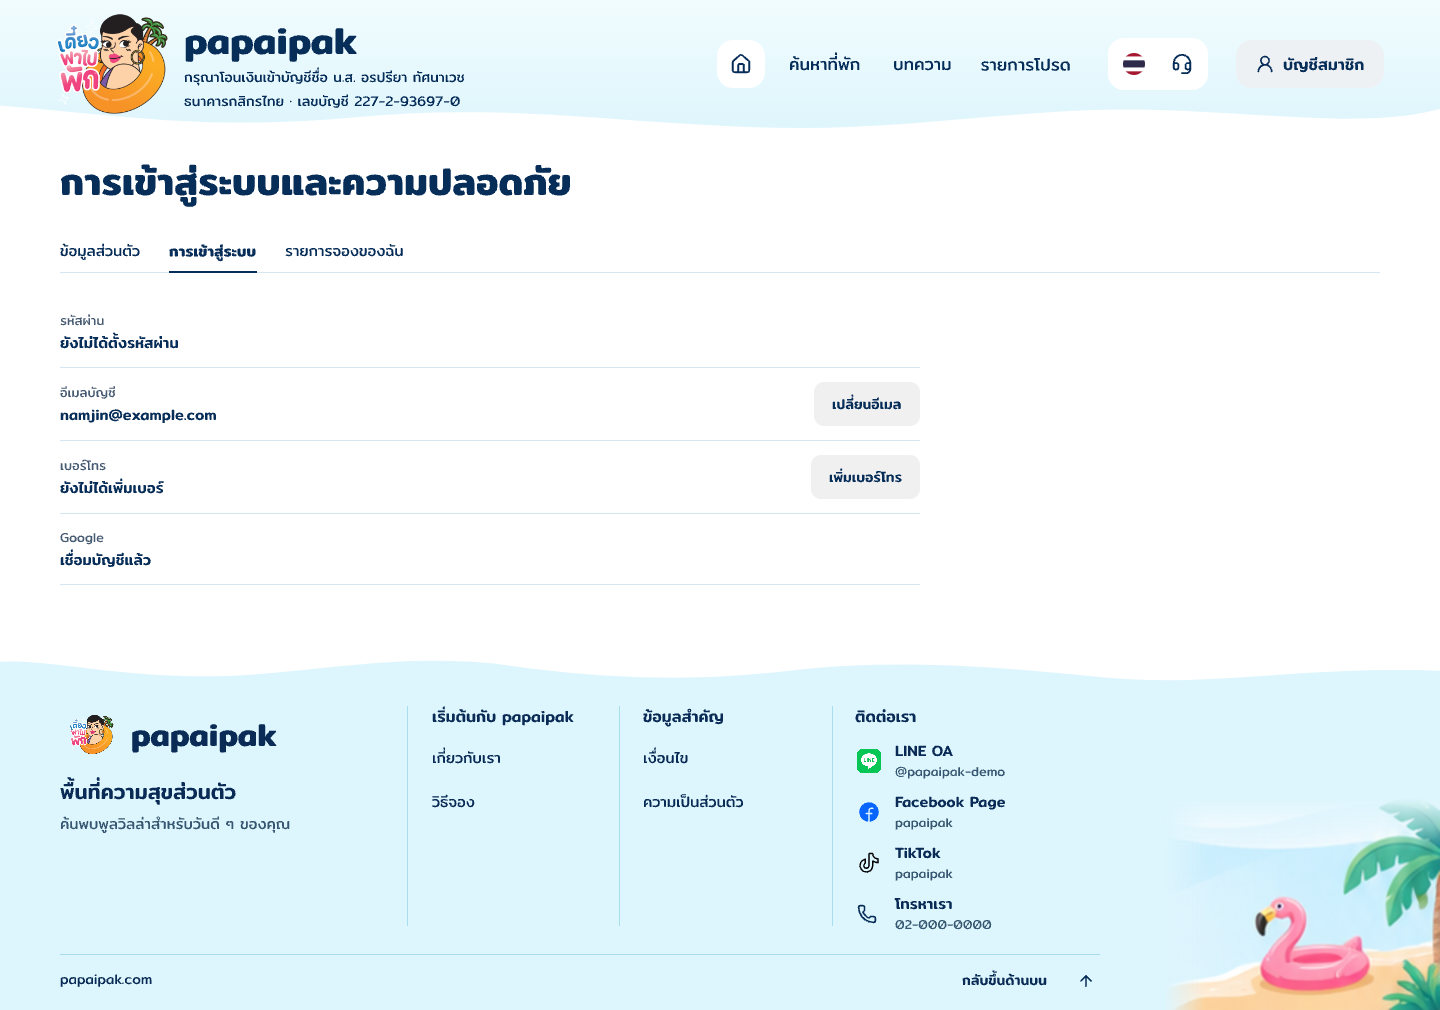 เดี๋ยว
พาไป
พัก
papaipak
กรุณาโอนเงินเข้าบัญชีชื่อ น.ส. อรปรียา ทัศนาเวช
ธนาคารกสิกรไทย · เลขบัญชี 227-2-93697-0
ค้นหาที่พัก
บทความ
รายการโปรด
บัญชีสมาชิก
การเข้าสู่ระบบและความปลอดภัย
ข้อมูลส่วนตัว
การเข้าสู่ระบบ
รายการจองของฉัน
รหัสผ่าน
ยังไม่ได้ตั้งรหัสผ่าน
อีเมลบัญชี
namjin@example.com
เปลี่ยนอีเมล
เบอร์โทร
ยังไม่ได้เพิ่มเบอร์
เพิ่มเบอร์โทร
Google
เชื่อมบัญชีแล้ว
เดี๋ยว
พาไป
พัก
papaipak
พื้นที่ความสุขส่วนตัว
ค้นพบพูลวิลล่าสำหรับวันดี ๆ ของคุณ
เริ่มต้นกับ papaipak
เกี่ยวกับเรา
วิธีจอง
ข้อมูลสำคัญ
เงื่อนไข
ความเป็นส่วนตัว
ติดต่อเรา
LINE
LINE OA
@papaipak-demo
Facebook Page
papaipak
TikTok
papaipak
โทรหาเรา
02-000-0000
papaipak.com
กลับขึ้นด้านบน